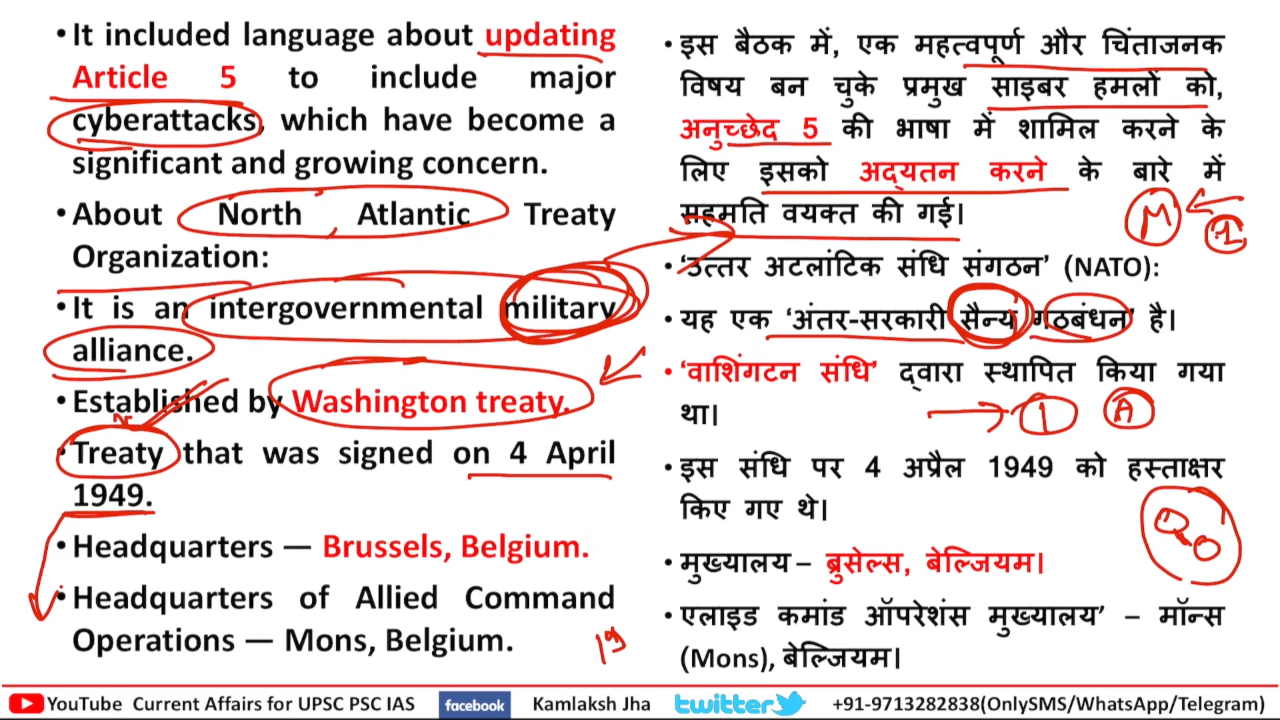 •It included language about updating
Article 5 to include major
cyberattacks, which have become a
significant and growing concern.
•About North Atlantic Treaty
Organization:
•It is an intergovernmental military
alliance.
•Established by Washington treaty.
•Treaty that was signed on 4 April
1949.
•Headquarters — Brussels, Belgium.
•Headquarters of Allied Command
Operations — Mons, Belgium.
19
•इस बैठक में, एक महत्वपूर्ण और चिंताजनक
विषय बन चुके प्रमुख साइबर हमलों को,
अनुच्छेद 5 की भाषा में शामिल करने के
लिए इसको अद्यतन करने के बारे में
सहमति वयक्त की गई।
M
1
•'उत्तर अटलांटिक संधि संगठन' (NATO):
•यह एक 'अंतर-सरकारी सैन्य गठबंधन' है।
•'वाशिंगटन संधि' द्वारा स्थापित किया गया
था।
1 A
•इस संधि पर 4 अप्रैल 1949 को हस्ताक्षर
किए गए थे।
•मुख्यालय – ब्रुसेल्स, बेल्जियम।
•एलाइड कमांड ऑपरेशंस मुख्यालय' – मॉन्स
(Mons), बेल्जियम।
YouTube Current Affairs for UPSC PSC IAS facebook Kamlaksh Jha twitter +91-9713282838(OnlySMS/WhatsApp/Telegram)